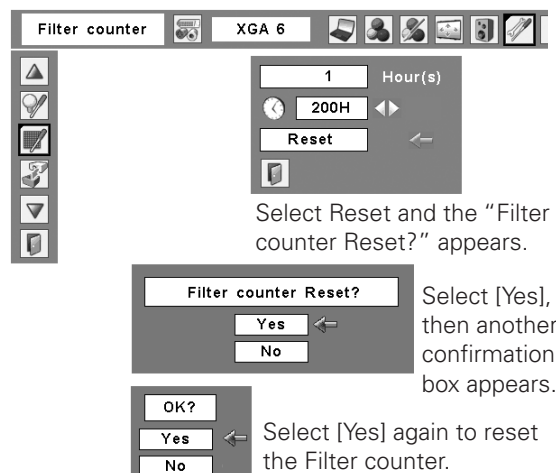 Filter counter
XGA 6
1 Hour(s)
200H
Reset
Select Reset and the “Filter
counter Reset?” appears.
Filter counter Reset?
Yes
No
Select [Yes],
then another
confirmation
box appears.
OK?
Yes
No
Select [Yes] again to reset
the Filter counter.